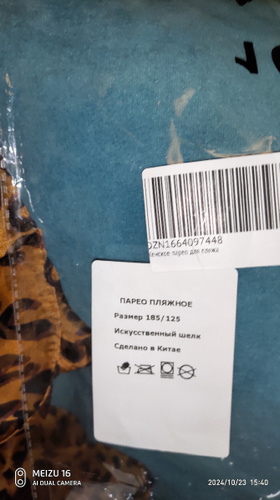 OZN1664097448
Женское парео для пляжа
ПАРЕО ПЛЯЖНОЕ
Размер 185/125
Искусственный шелк
Сделано в Китае
MEIZU 16
AI DUAL CAMERA
2024/10/23 15:40